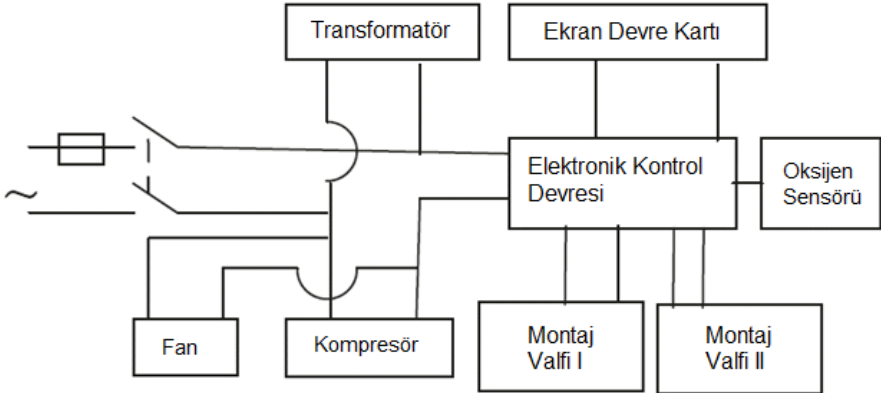 Transformatör
Ekran Devre Kartı
Elektronik Kontrol
Devresi
Oksijen
Sensörü
~
Fan
Kompresör
Montaj
Valfi I
Montaj
Valfi II